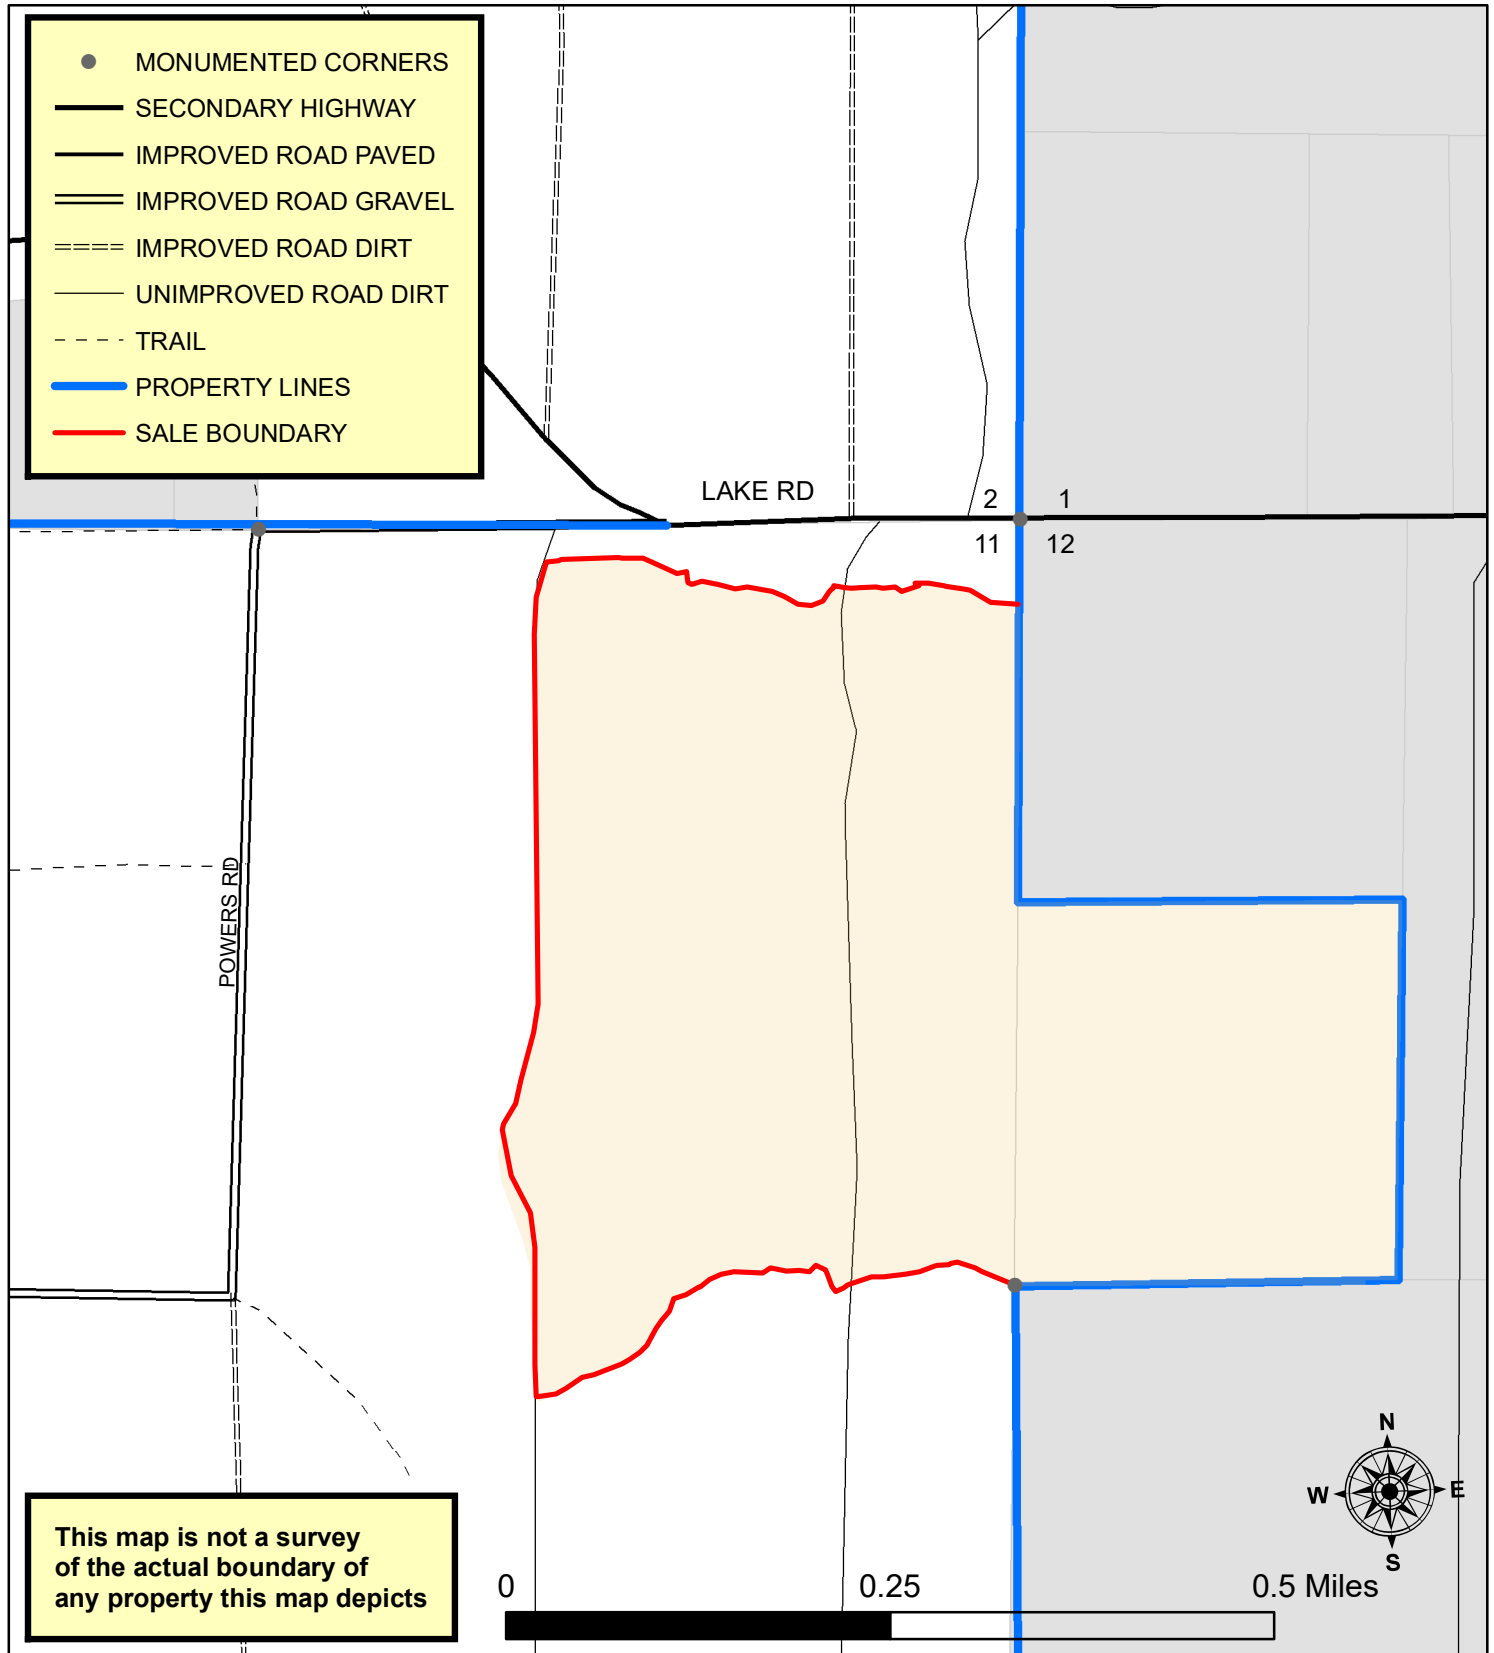 MONUMENTED CORNERS
SECONDARY HIGHWAY
IMPROVED ROAD PAVED
IMPROVED ROAD GRAVEL
IMPROVED ROAD DIRT
UNIMPROVED ROAD DIRT
TRAIL
PROPERTY LINES
SALE BOUNDARY
LAKE RD
2 1
11 12
POWERS RD
N
W E
S
This map is not a survey
of the actual boundary of
any property this map depicts
0 0.25 0.5 Miles